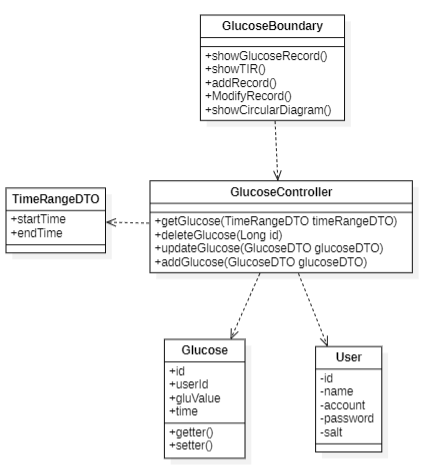 GlucoseBoundary
+showGlucoseRecord()
+showTIR()
+addRecord()
+ModifyRecord()
+showCircularDiagram()
TimeRangeDTO
+startTime
+endTime
GlucoseController
+getGlucose(TimeRangeDTO timeRangeDTO)
+deleteGlucose(Long id)
+updateGlucose(GlucoseDTO glucoseDTO)
+addGlucose(GlucoseDTO glucoseDTO)
Glucose
+id
+userId
+gluValue
+time
+getter()
+setter()
User
-id
-name
-account
-password
-salt